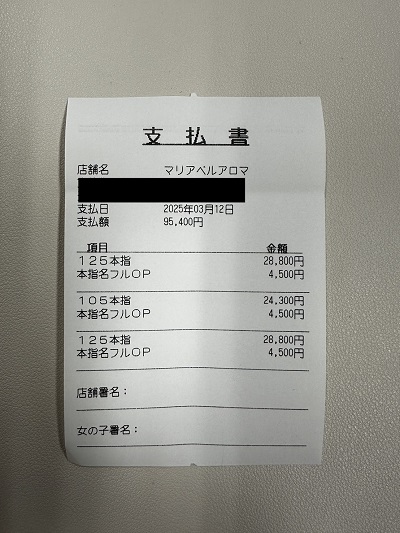 支払書
店舗名 マリアベルアロマ
支払日 2025年03月12日
支払額 95,400円
項目 金額
125本指 28,800円
本指名フルOP 4,500円
105本指 24,300円
本指名フルOP 4,500円
125本指 28,800円
本指名フルOP 4,500円
店舗署名：
女の子署名：